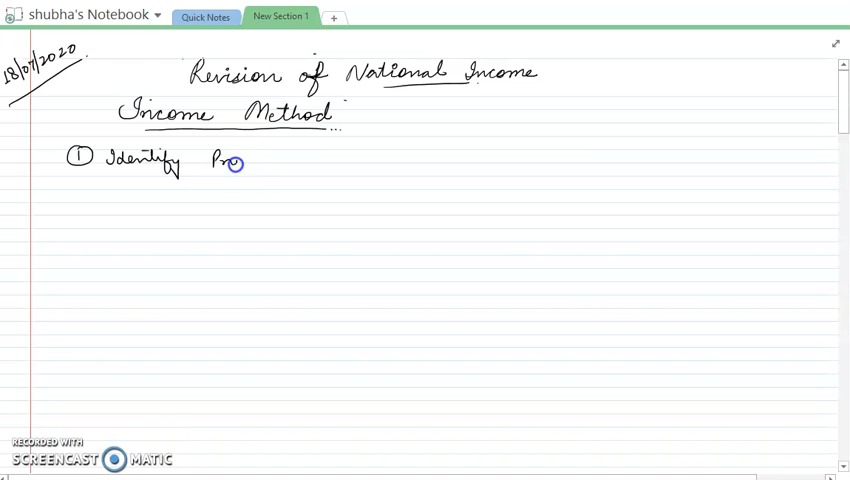 shubha's Notebook
Quick Notes
New Section 1
+
18/07/2020
Revision of National Income
Income Method
① Identify Pro
RECORDED WITH
SCREENCAST MATIC